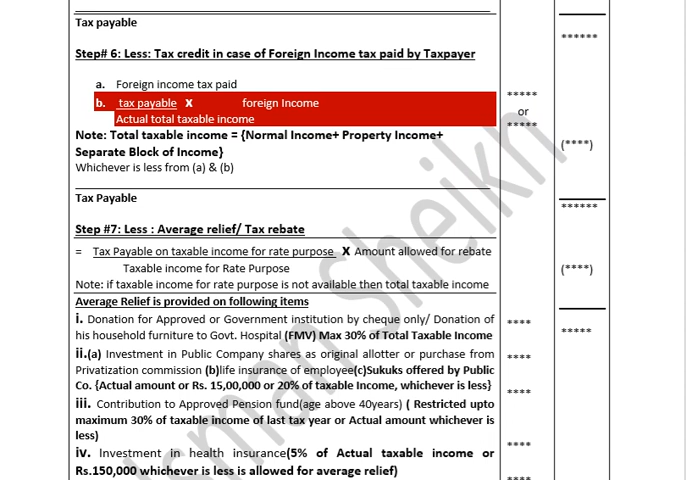 Tax payable
******
Step# 6: Less: Tax credit in case of Foreign Income tax paid by Taxpayer
a. Foreign income tax paid
*****
b. tax payable X foreign Income
or
Actual total taxable income
*****
Note: Total taxable income = {Normal Income+ Property Income+
Separate Block of Income}
(****)
Whichever is less from (a) & (b)
Tax Payable
******
Step #7: Less : Average relief/ Tax rebate
= Tax Payable on taxable income for rate purpose X Amount allowed for rebate
Taxable income for Rate Purpose
(****)
Note: if taxable income for rate purpose is not available then total taxable income
Average Relief is provided on following items
i. Donation for Approved or Government institution by cheque only/ Donation of
****
his household furniture to Govt. Hospital (FMV) Max 30% of Total Taxable Income
*****
ii.(a) Investment in Public Company shares as original allotter or purchase from
****
Privatization commission (b)life insurance of employee(c)Sukuks offered by Public
Co. {Actual amount or Rs. 15,00,000 or 20% of taxable Income, whichever is less}
****
iii. Contribution to Approved Pension fund(age above 40years) ( Restricted upto
maximum 30% of taxable income of last tax year or Actual amount whichever is
less)
****
iv. Investment in health insurance(5% of Actual taxable income or
Rs.150,000 whichever is less is allowed for average relief)
****
sman Sheikh